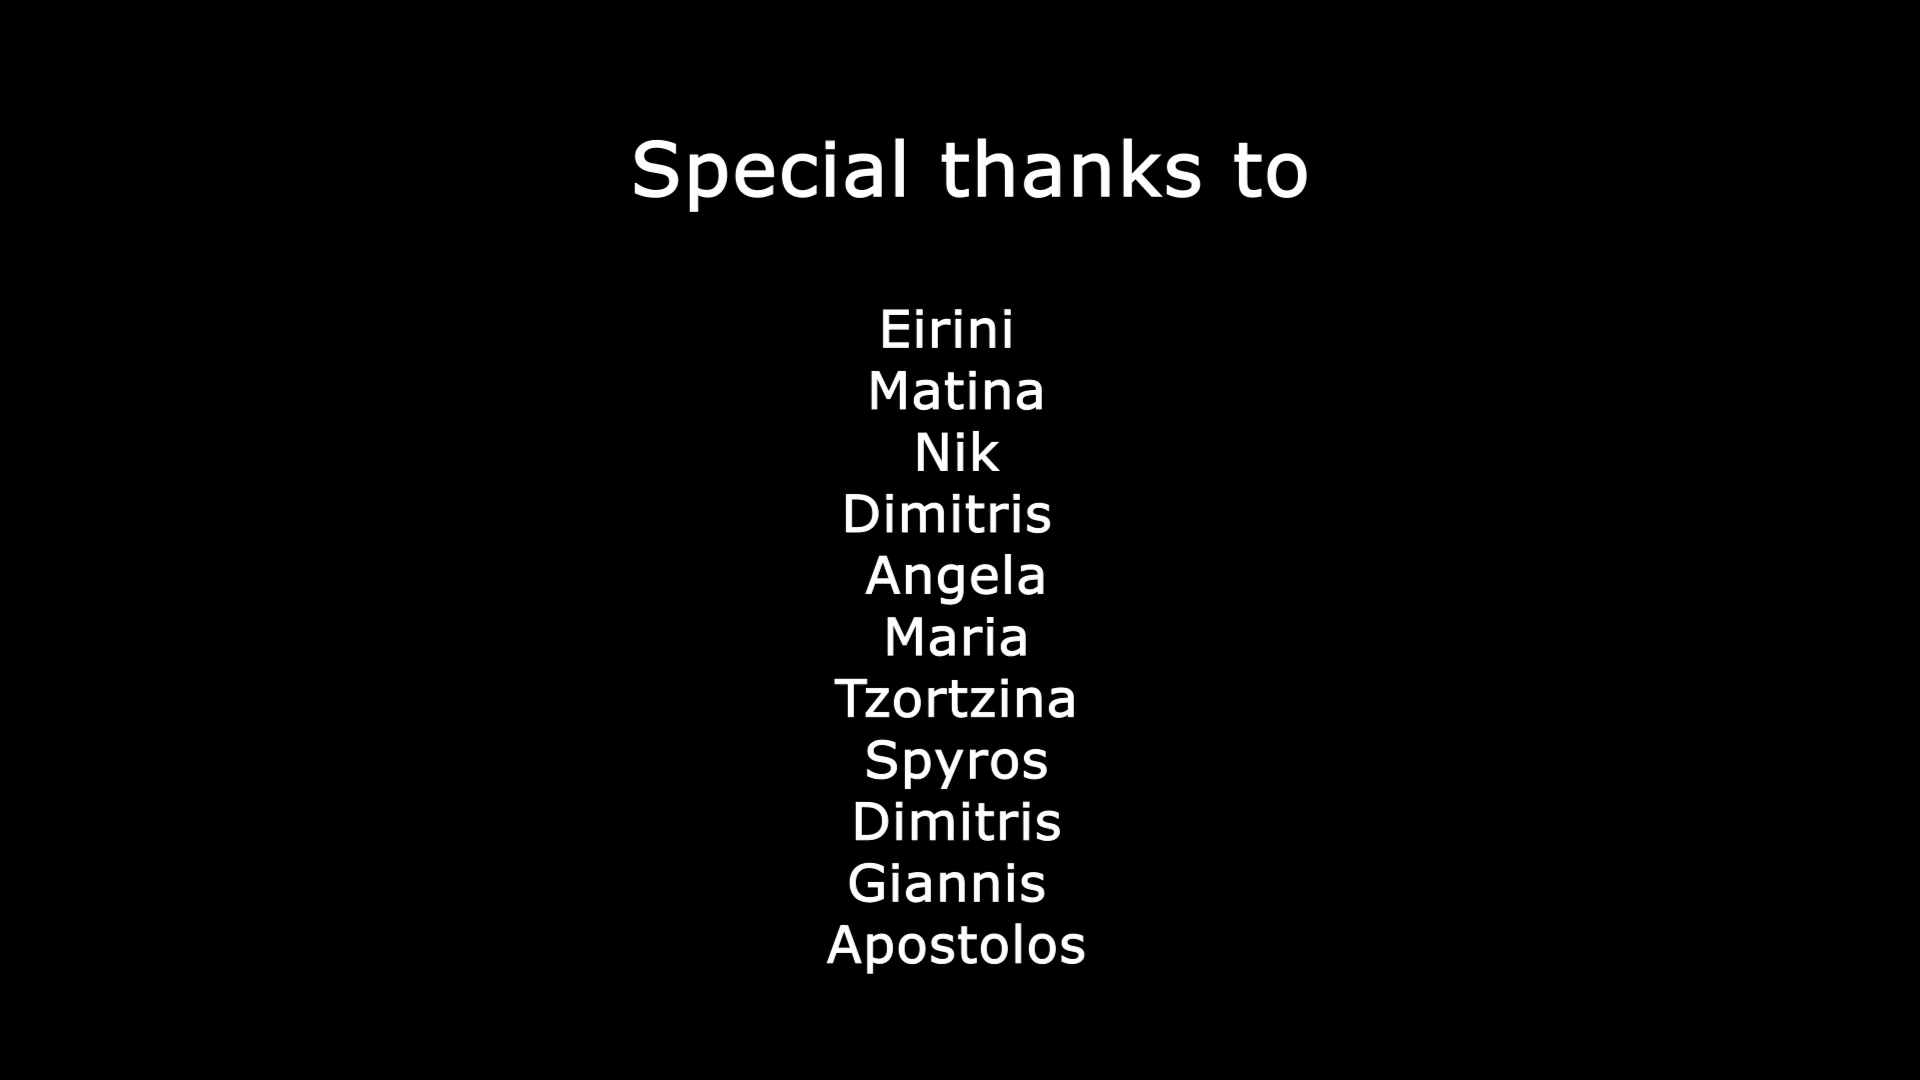 Special thanks to
Eirini
Matina
Nik
Dimitris
Angela
Maria
Tzortzina
Spyros
Dimitris
Giannis
Apostolos